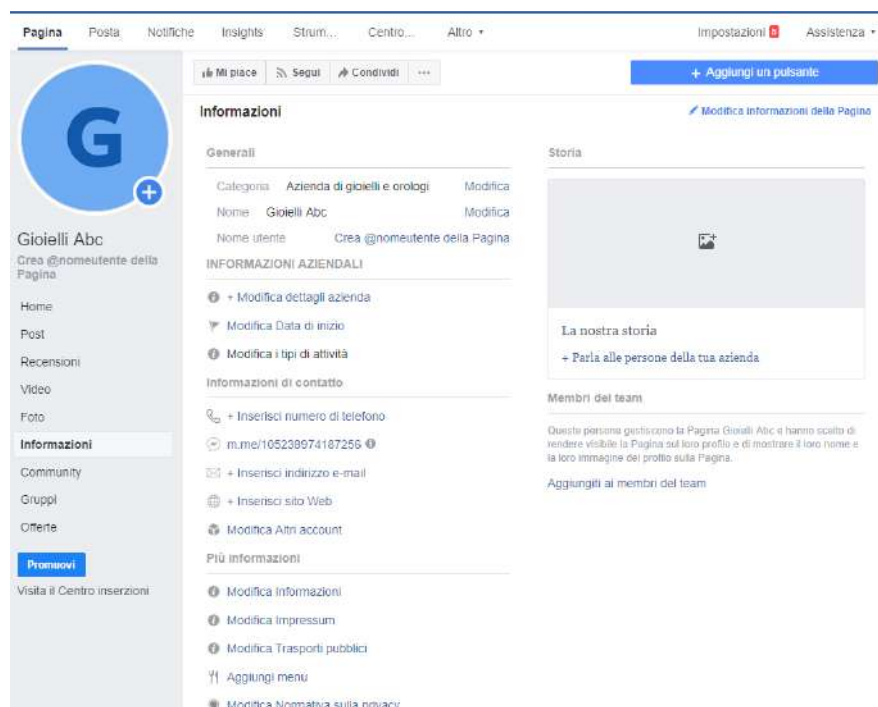 Pagina Posta Notifiche Insights Strum... Centro... Altro Impostazioni 5 Assistenza
Mi piace Segui Condividi ...
+ Aggiungi un pulsante
G
Gioielli Abc
Crea @nomeutente della
Pagina
Home
Post
Recensioni
Video
Foto
Informazioni
Community
Gruppi
Offerte
Promuovi
Visita il Centro inserzioni
Informazioni
Modifica informazioni della Pagina
Generali
Categoria Azienda di gioielli e orologi Modifica
Nome Gioielli Abc Modifica
Nome utente Crea @nomeutente della Pagina
INFORMAZIONI AZIENDALI
+ Modifica dettagli azienda
Modifica Data di inizio
Modifica i tipi di attività
Informazioni di contatto
+ Inserisci numero di telefono
m.me/105238974187256
+ Inserisci indirizzo e-mail
+ Inserisci sito Web
Modifica Altri account
Più informazioni
Modifica Informazioni
Modifica Impressum
Modifica Trasporti pubblici
Aggiungi menu
Modifica Normativa sulla privacy
Storia
La nostra storia
+ Parla alle persone della tua azienda
Membri del team
Queste persone gestiscono la Pagina Gioielli Abc e hanno scelto di
rendere visibile la Pagina sul loro profilo e di mostrare il loro nome e
la loro immagine del profilo sulla Pagina.
Aggiungiti ai membri del team